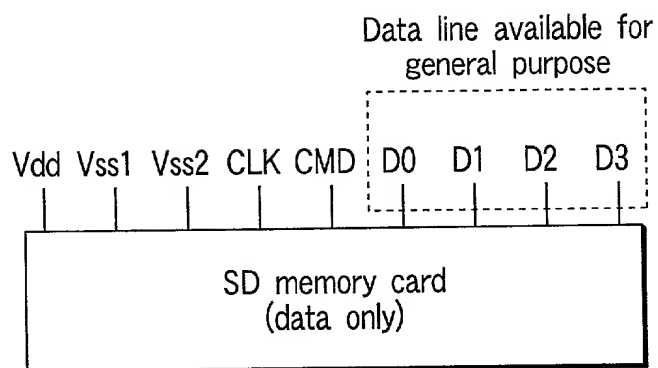 Data line available for
general purpose
Vdd Vss1 Vss2 CLK CMD D0 D1 D2 D3
SD memory card
(data only)